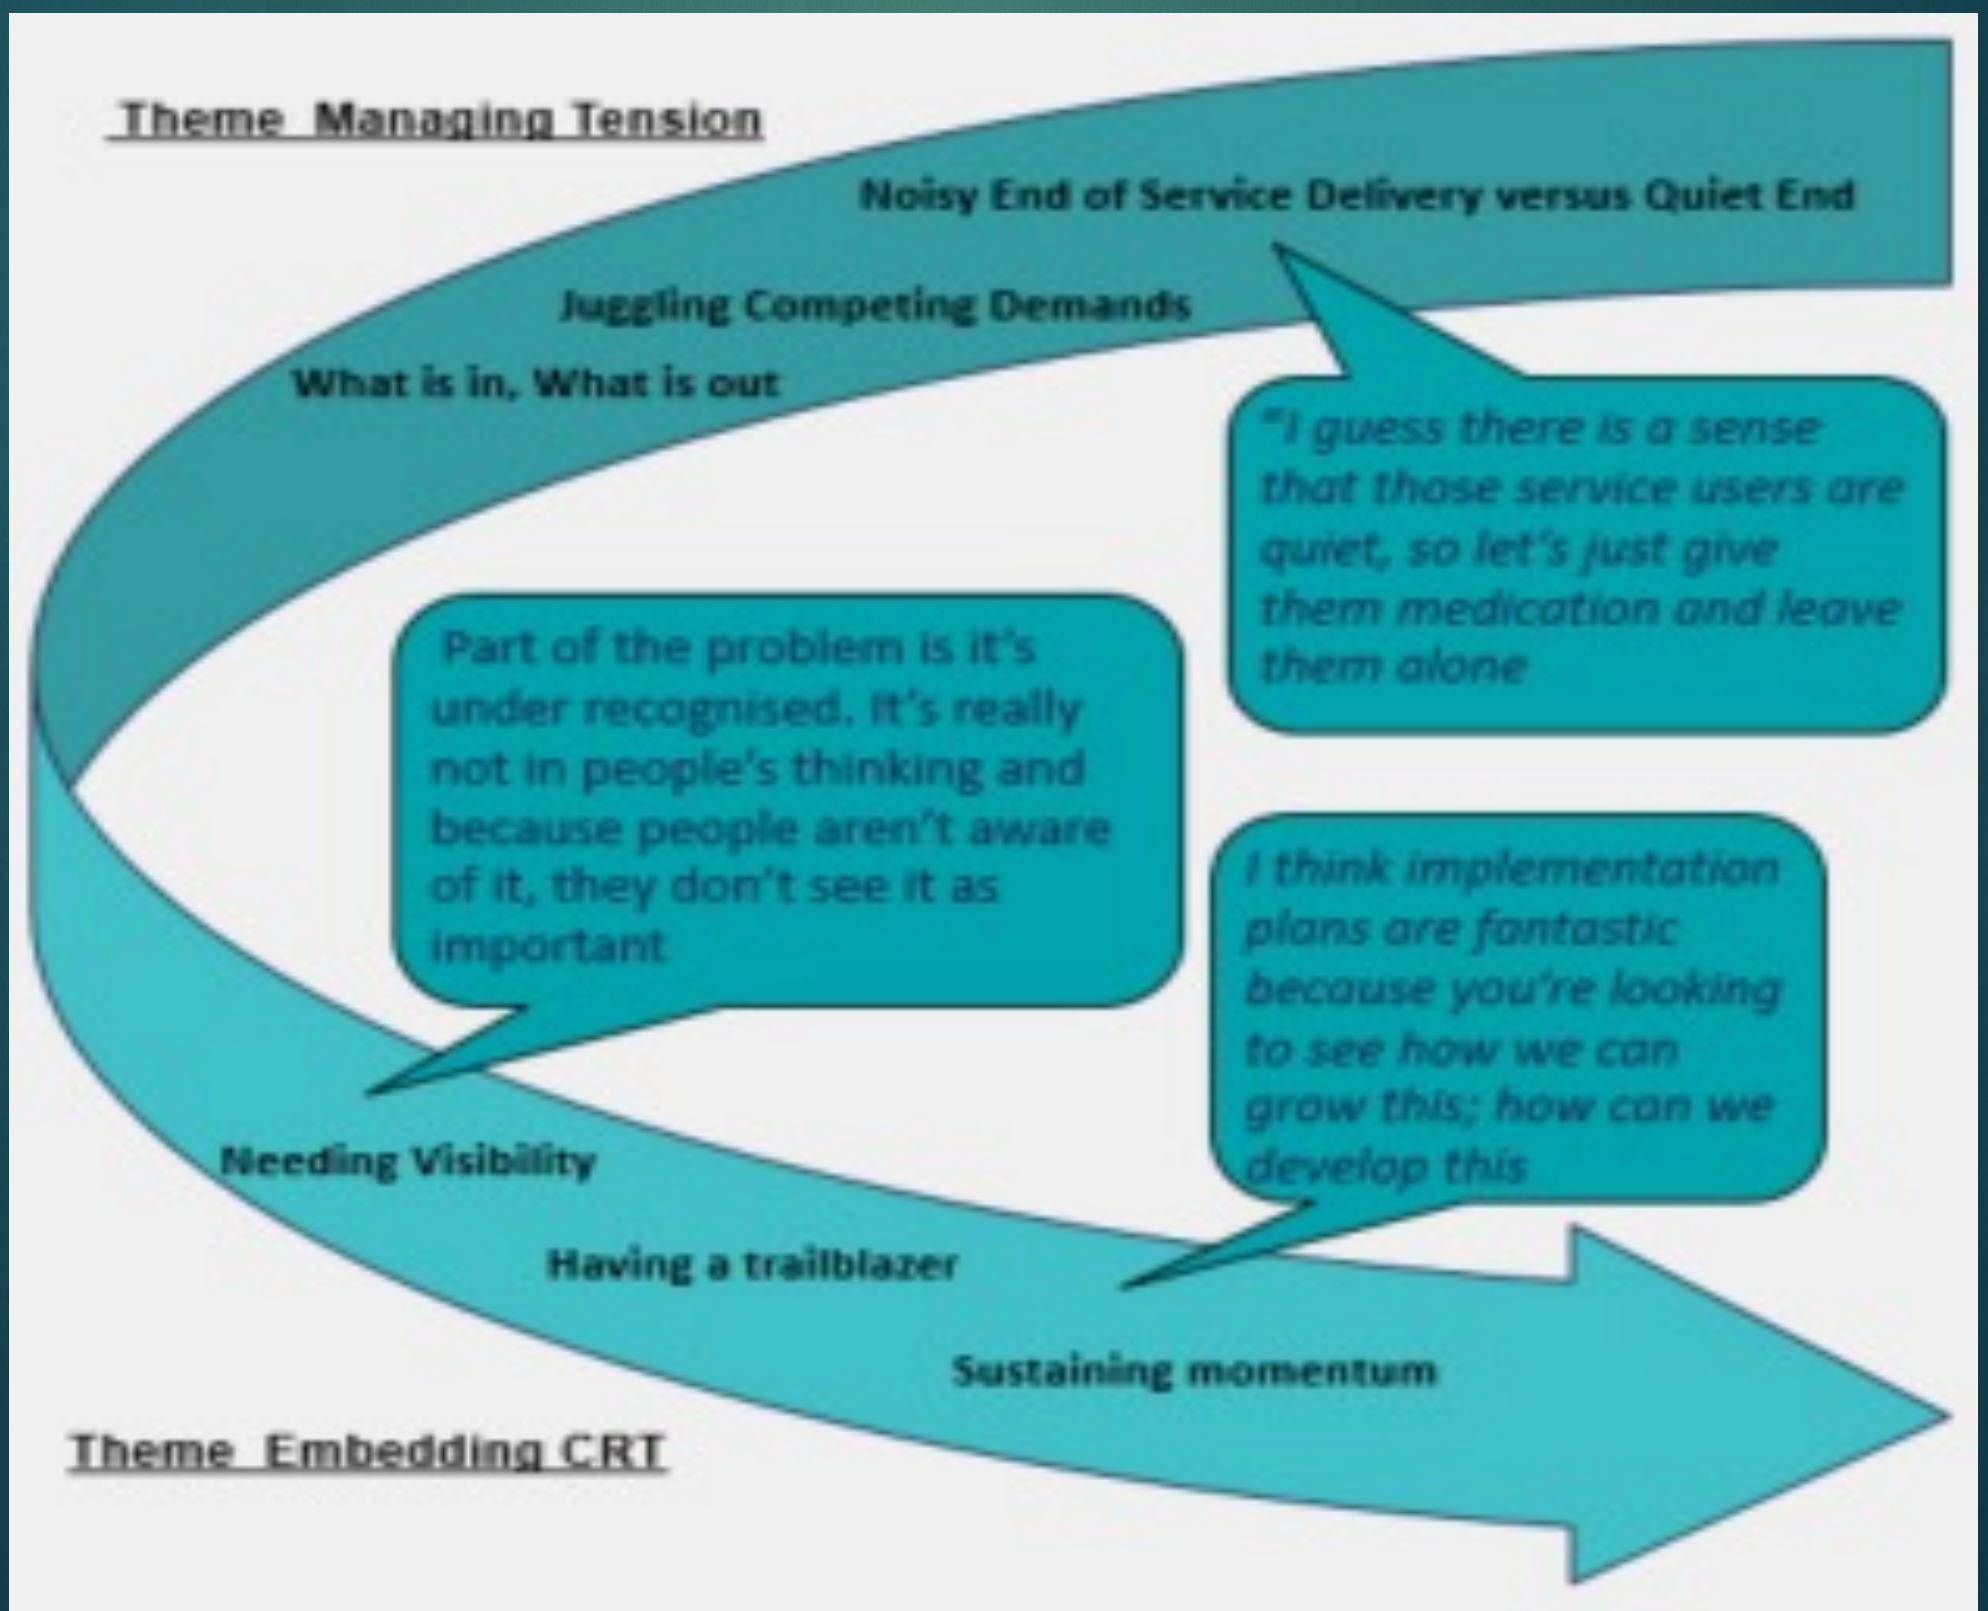 Theme  Managing Tension
Noisy End of Service Delivery versus Quiet End
Juggling Competing Demands
What is in, What is out
"I guess there is a sense
that those service users are
quiet, so let's just give
them medication and leave
them alone
Part of the problem is it's
under recognised. It's really
not in people's thinking and
because people aren't aware
of it, they don't see it as
important
I think implementation
plans are fantastic
because you're looking
to see how we can
grow this; how can we
develop this
Needing Visibility
Having a trailblazer
Sustaining momentum
Theme  Embedding CRT